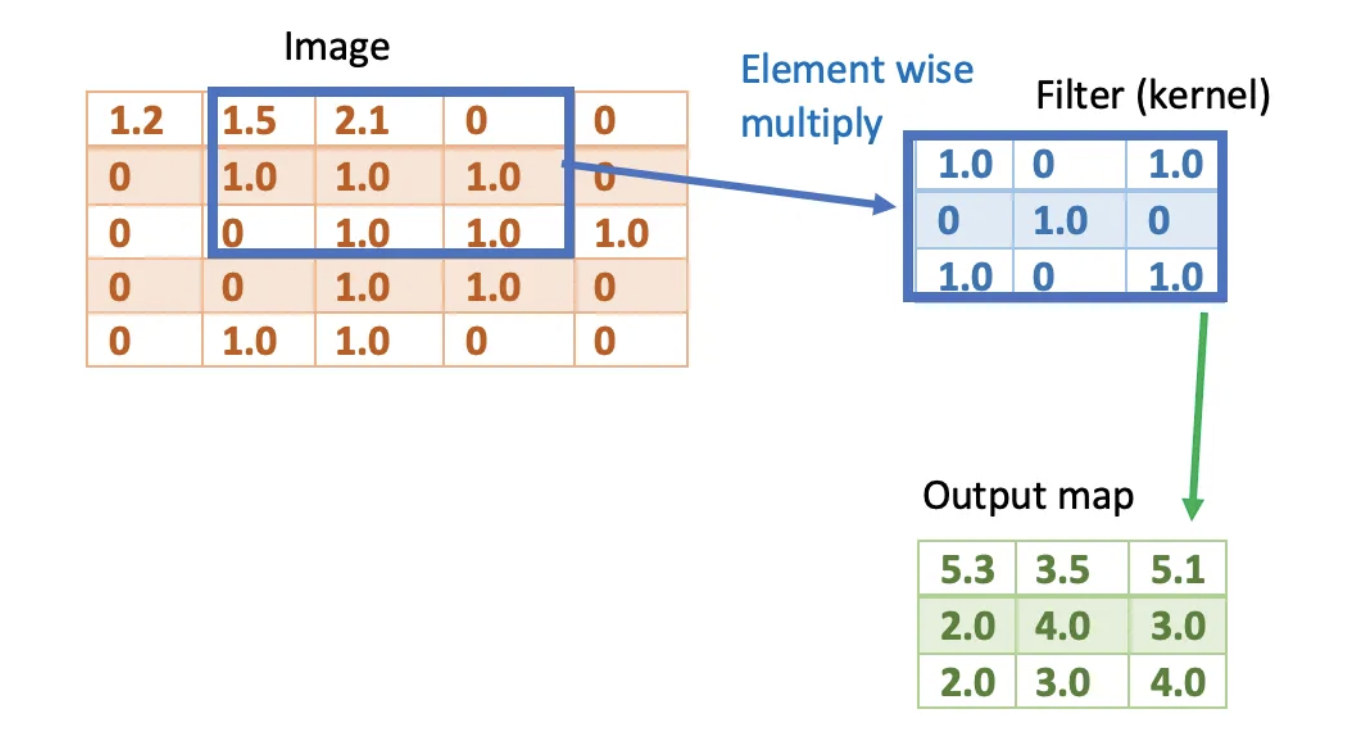 Image
1.2 1.5 2.1 0 0
0 1.0 1.0 1.0 0
0 0 1.0 1.0 1.0
0 0 1.0 1.0 0
0 1.0 1.0 0 0
Element wise
multiply
Filter (kernel)
1.0 0 1.0
0 1.0 0
1.0 0 1.0
Output map
5.3 3.5 5.1
2.0 4.0 3.0
2.0 3.0 4.0